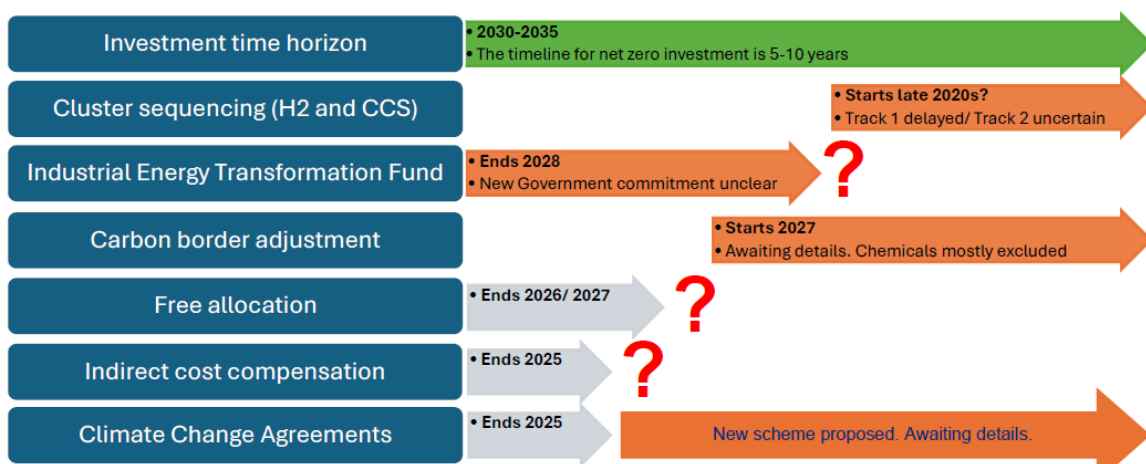 Investment time horizon
• 2030-2035
• The timeline for net zero investment is 5-10 years
Cluster sequencing (H2 and CCS)
• Starts late 2020s?
• Track 1 delayed/ Track 2 uncertain
Industrial Energy Transformation Fund
• Ends 2028
• New Government commitment unclear
?
Carbon border adjustment
• Starts 2027
• Awaiting details. Chemicals mostly excluded
Free allocation
• Ends 2026/ 2027
?
Indirect cost compensation
• Ends 2025
?
Climate Change Agreements
• Ends 2025
New scheme proposed. Awaiting details.